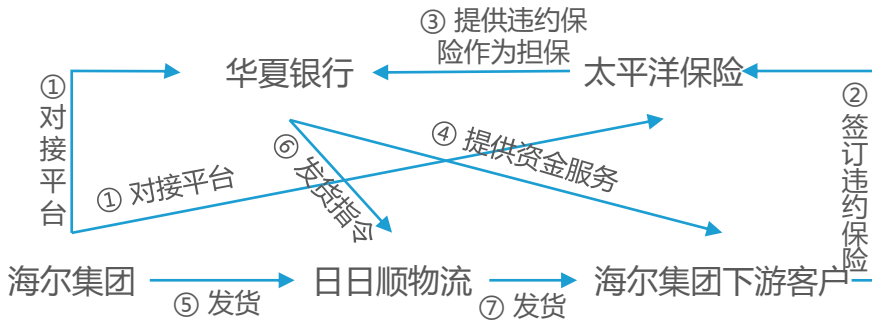 ③ 提供违约保
险作为担保
华夏银行
太平洋保险
①
对
接
平
台
②
签
订
违
约
保
险
④ 提供资金服务
⑥ 发货指令
① 对接平台
海尔集团
日日顺物流
海尔集团下游客户
⑤ 发货
⑦ 发货